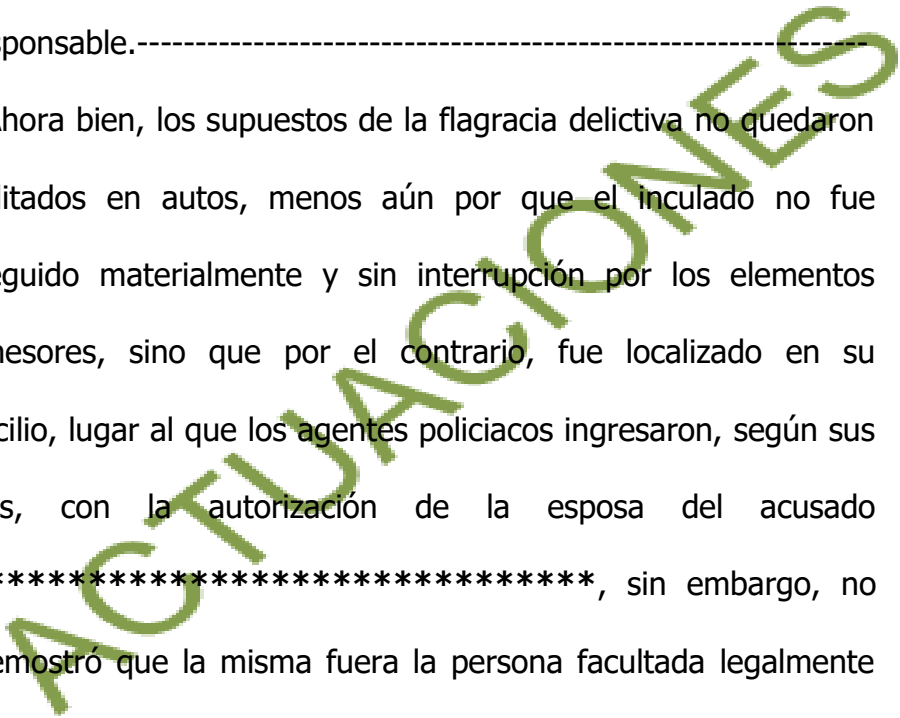 sponsable.---------------------------------------------------------------
Ahora bien, los supuestos de la flagracia delictiva no quedaron
litados en autos, menos aún por que el inculado no fue
eguido materialmente y sin interrupción por los elementos
nesores, sino que por el contrario, fue localizado en su
cilio, lugar al que los agentes policiacos ingresaron, según sus
s, con la autorización de la esposa del acusado
*******************************, sin embargo, no
emostró que la misma fuera la persona facultada legalmente
ACTUACIONES